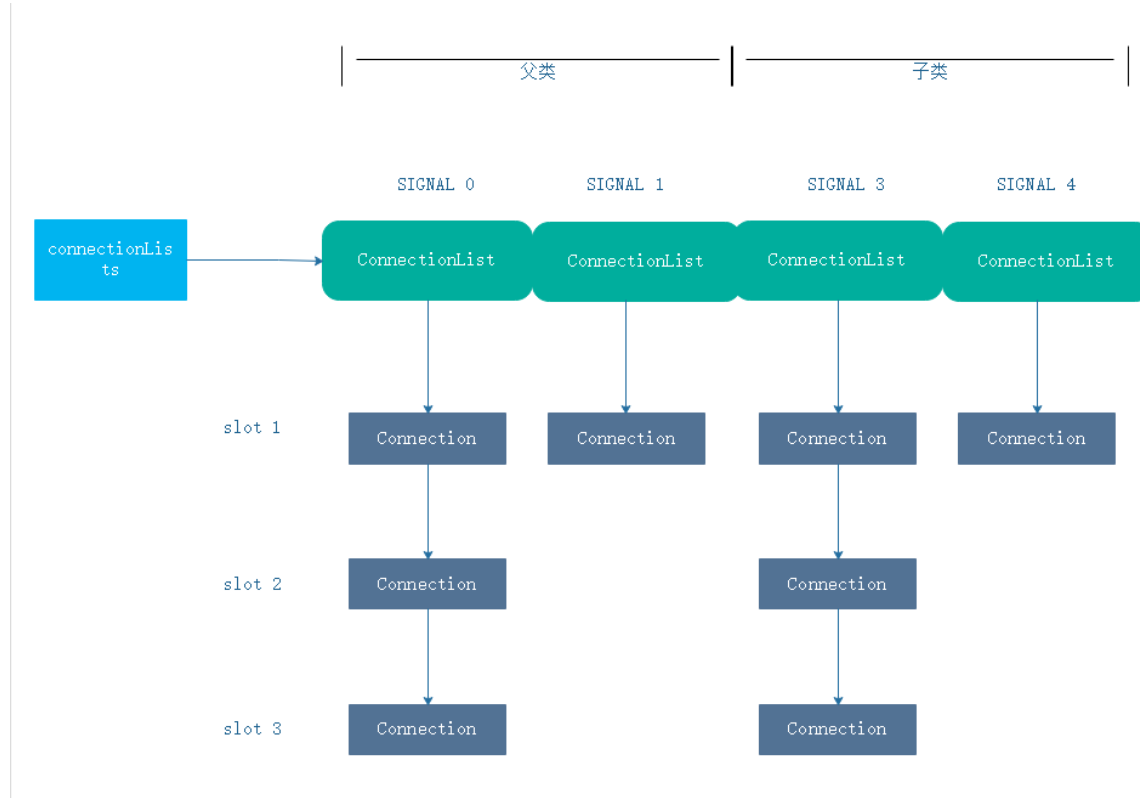 父类
子类
SIGNAL 0
SIGNAL 1
SIGNAL 3
SIGNAL 4
connectionLis
ts
ConnectionList
ConnectionList
ConnectionList
ConnectionList
slot 1
Connection
Connection
Connection
Connection
slot 2
Connection
Connection
slot 3
Connection
Connection